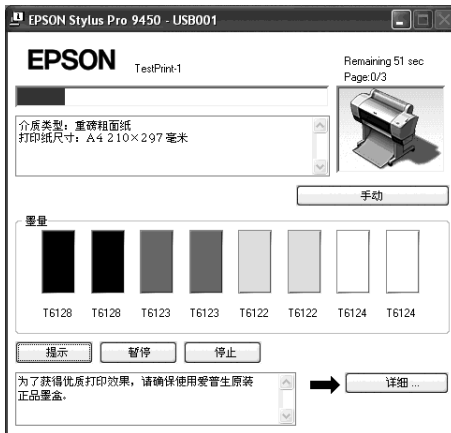 EPSON Stylus Pro 9450 - USB001
EPSON
TestPrint-1
Remaining 51 sec
Page:0/3
介质类型：重磅粗面纸
打印纸尺寸：A4 210×297 毫米
手动
墨量
T6128 T6128 T6123 T6123 T6122 T6122 T6124 T6124
提示 暂停 停止
为了获得优质打印效果，请确保使用爱普生原装
正品墨盒.
详细 ...